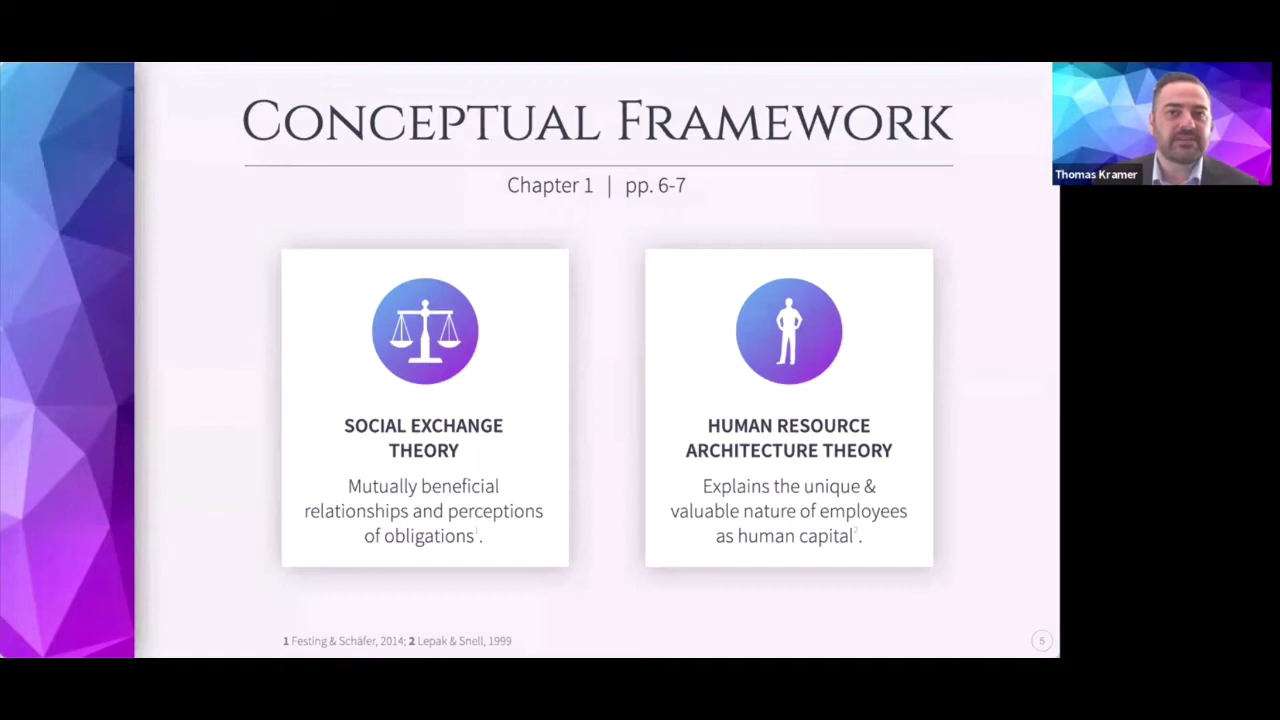 CONCEPTUAL FRAMEWORK
Chapter 1 | pp. 6-7
Thomas Kramer
SOCIAL EXCHANGE
THEORY
Mutually beneficial
relationships and perceptions
of obligations¹.
HUMAN RESOURCE
ARCHITECTURE THEORY
Explains the unique &
valuable nature of employees
as human capital².
1 Festing & Schäfer, 2014; 2 Lepak & Snell, 1999
5